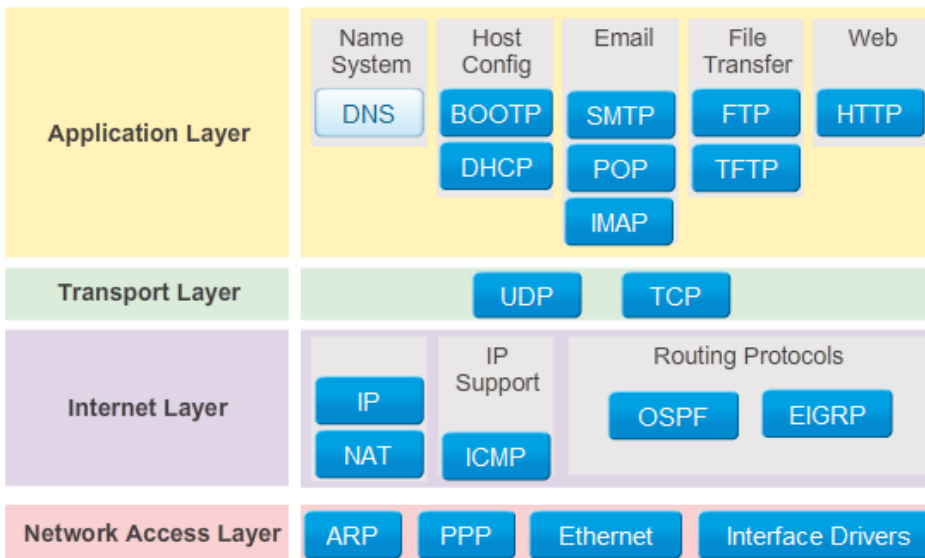 Application Layer
Name System
DNS
Host Config
BOOTP
DHCP
Email
SMTP
POP
IMAP
File Transfer
FTP
TFTP
Web
HTTP
Transport Layer
UDP
TCP
Internet Layer
IP
NAT
IP Support
ICMP
Routing Protocols
OSPF
EIGRP
Network Access Layer
ARP
PPP
Ethernet
Interface Drivers